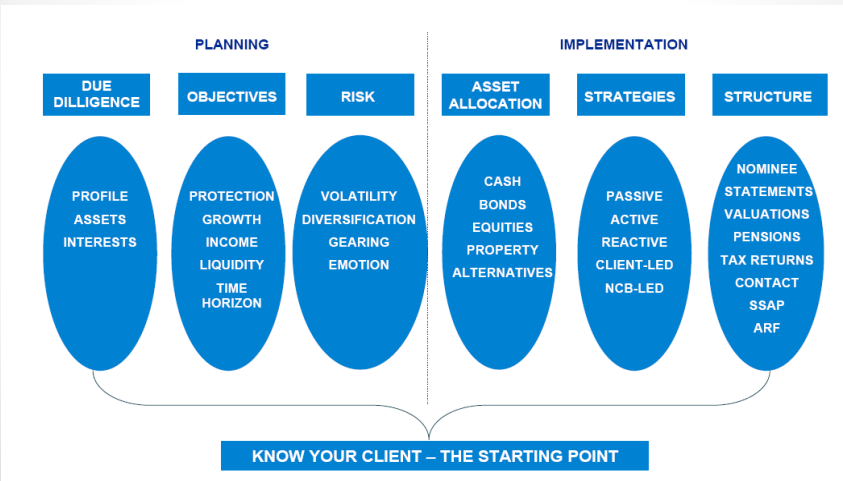 PLANNING
IMPLEMENTATION
DUE
DILLIGENCE
OBJECTIVES
RISK
ASSET
ALLOCATION
STRATEGIES
STRUCTURE
PROFILE
ASSETS
INTERESTS
PROTECTION
GROWTH
INCOME
LIQUIDITY
TIME
HORIZON
VOLATILITY
DIVERSIFICATION
GEARING
EMOTION
CASH
BONDS
EQUITIES
PROPERTY
ALTERNATIVES
PASSIVE
ACTIVE
REACTIVE
CLIENT-LED
NCB-LED
NOMINEE
STATEMENTS
VALUATIONS
PENSIONS
TAX RETURNS
CONTACT
SSAP
ARF
KNOW YOUR CLIENT – THE STARTING POINT